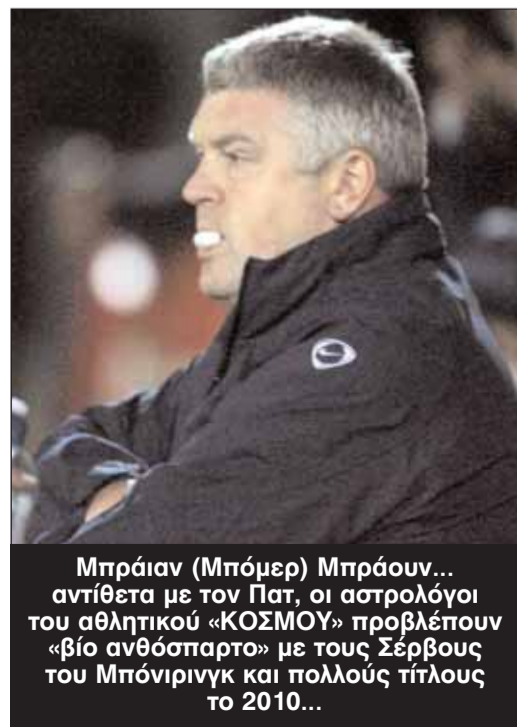 Μπράιαν (Μπόμερ) Μπράουν...
αντίθετα με τον Πατ, οι αστρολόγοι
του αθλητικού «ΚΟΣΜΟΥ» προβλέπουν
«βίο ανθόσπαρτο» με τους Σέρβους
του Μπόνιρινγκ και πολλούς τίτλους
το 2010...